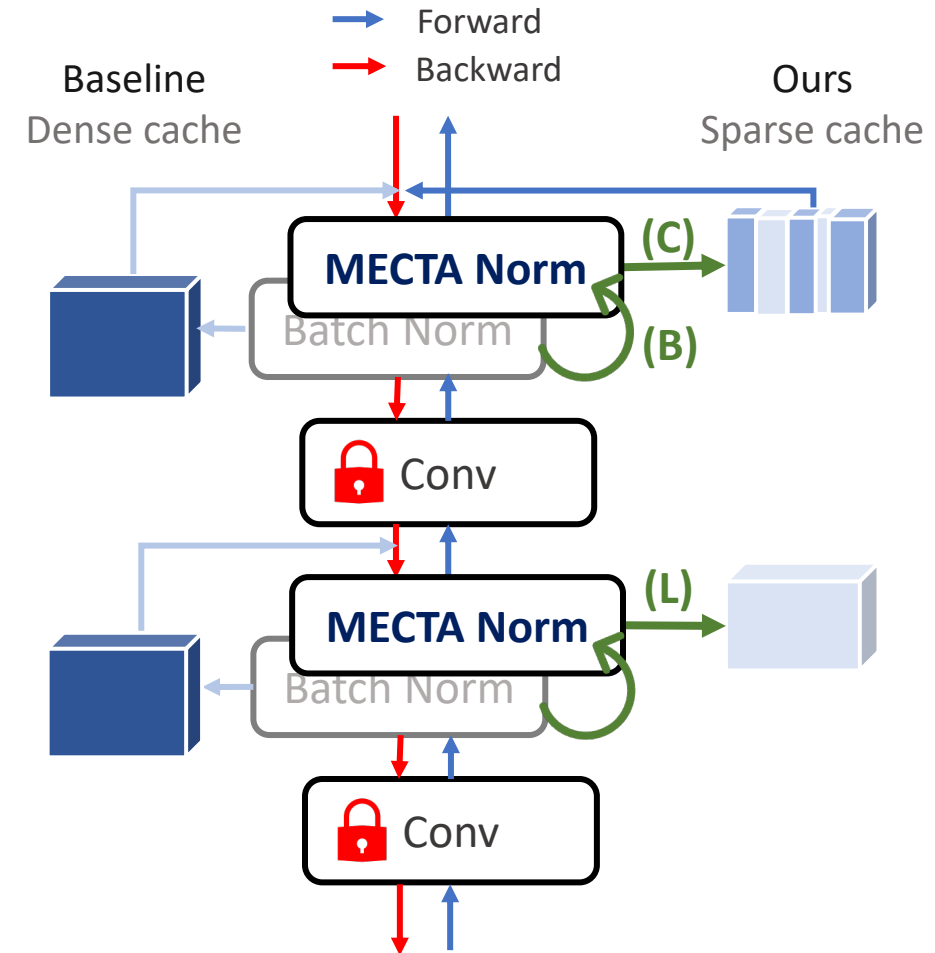 Forward
Backward
Baseline
Dense cache
Ours
Sparse cache
MECTA Norm
(C)
Batch Norm
(B)
Conv
MECTA Norm
(L)
Batch Norm
Conv